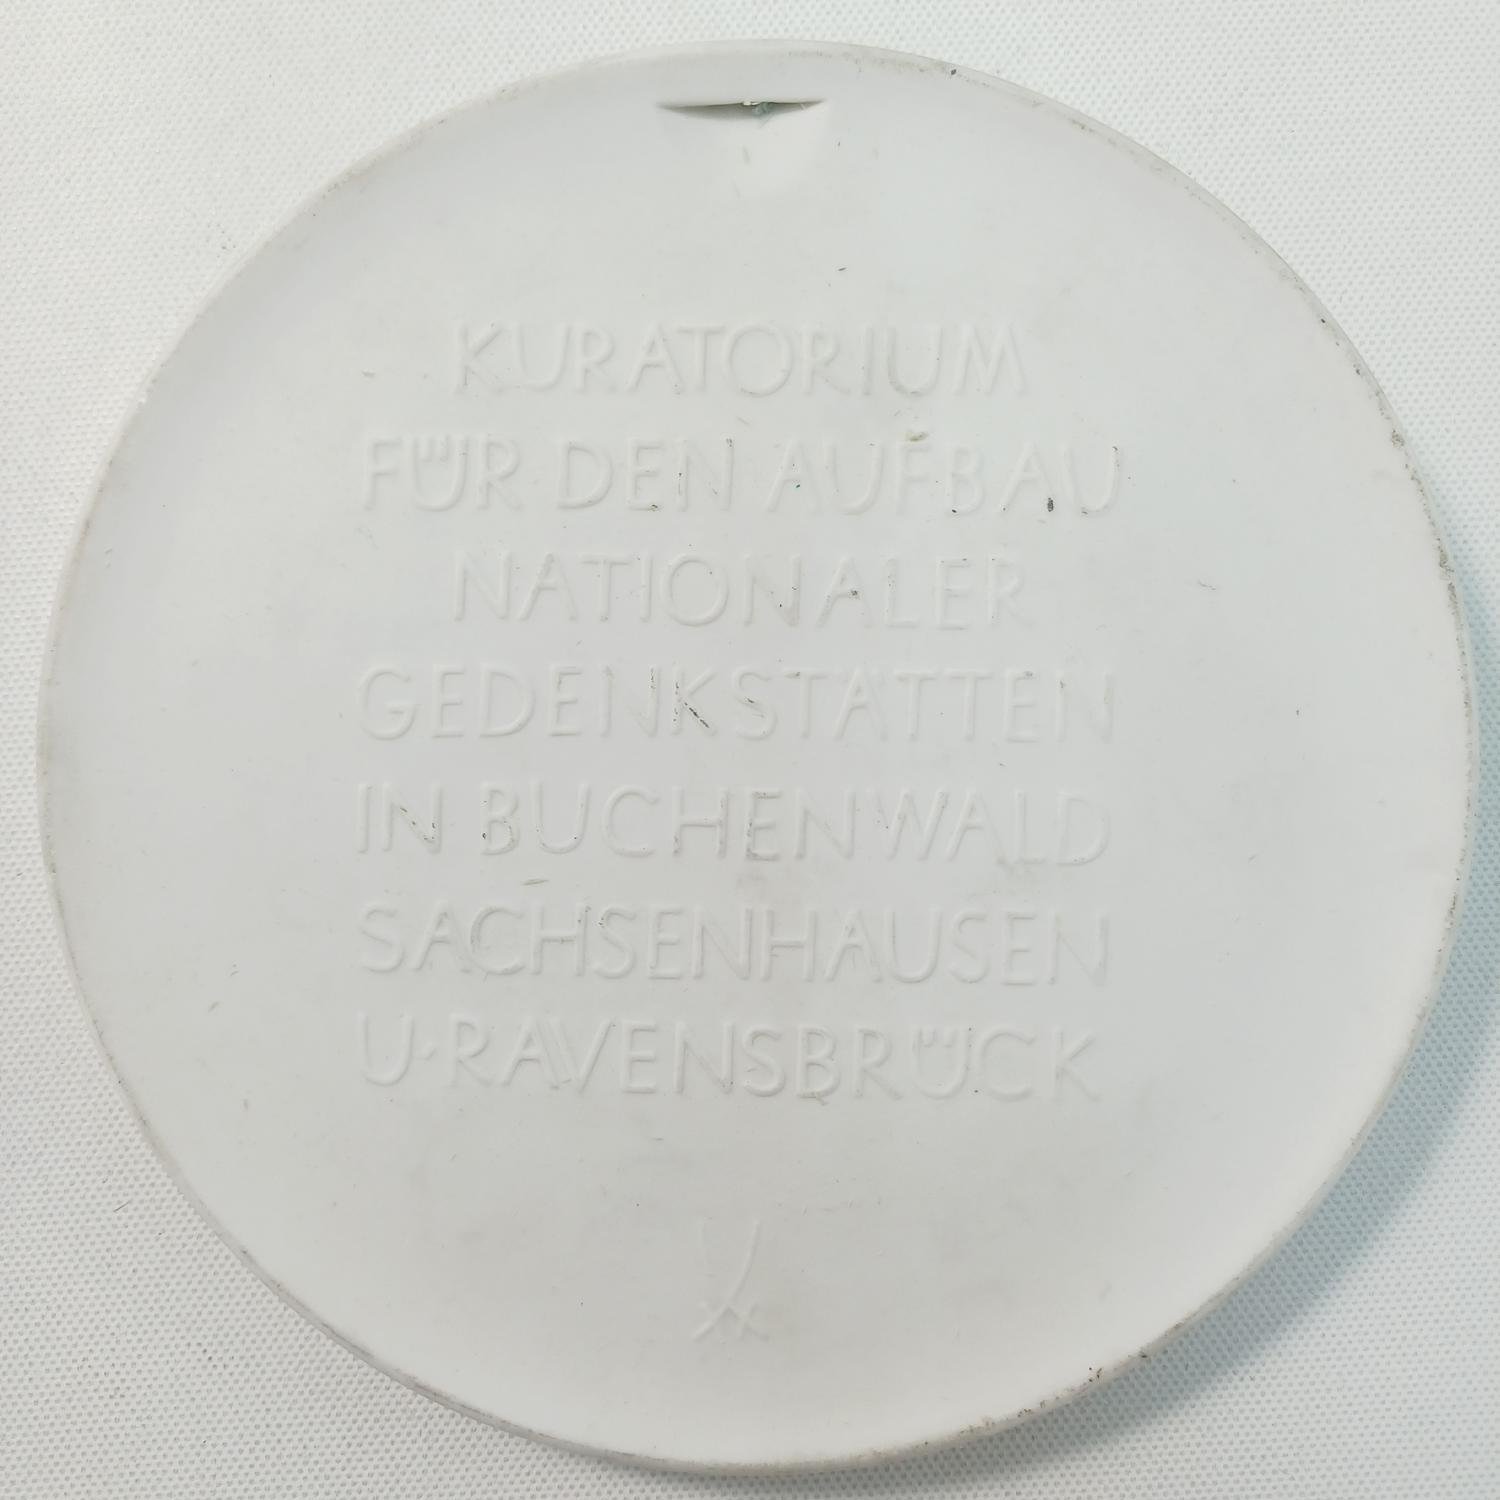 KURATORIUM
FÜR DEN AUFBAU
NATIONALER
GEDENKSTÄTTEN
IN BUCHENWALD
SACHSENHAUSEN
U·RAVENSBRÜCK